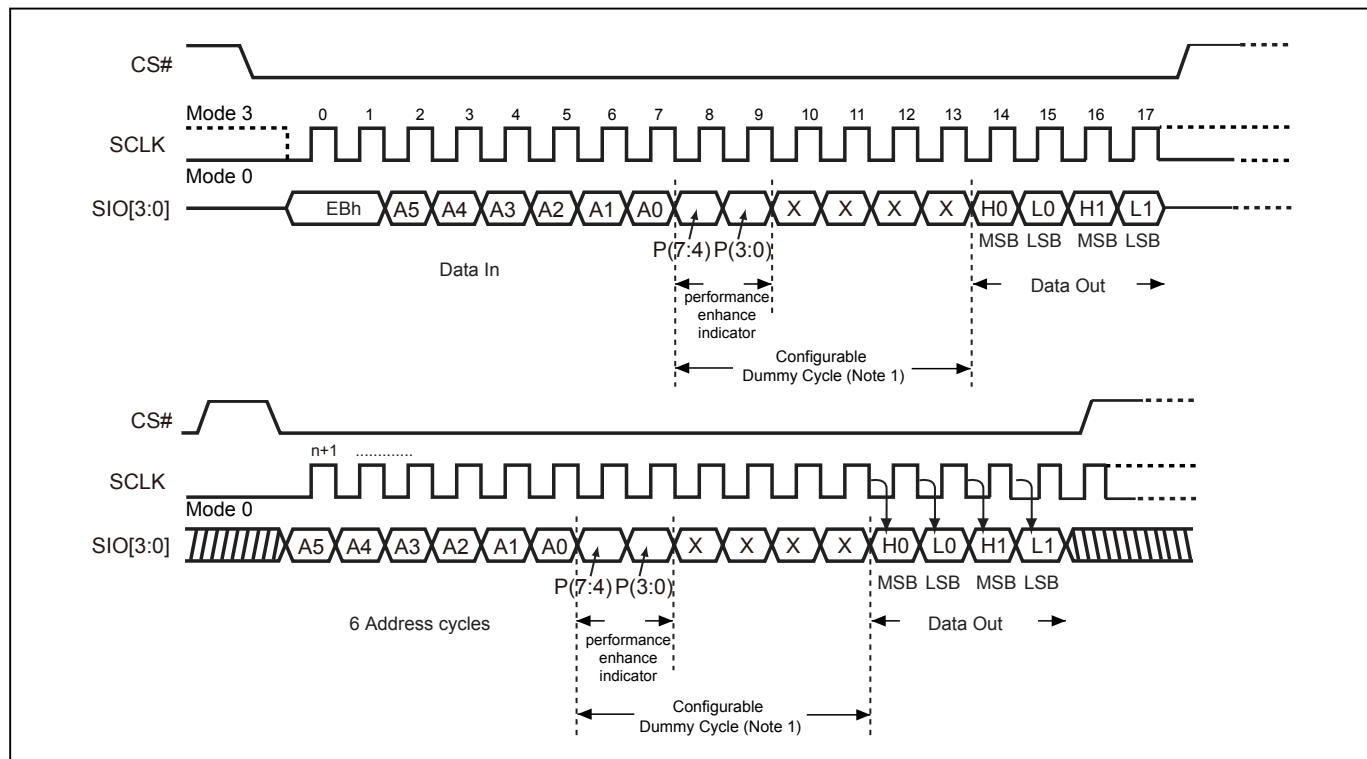 CS#
Mode 3
0 1 2 3 4 5 6 7 8 9 10 11 12 13 14 15 16 17
SCLK
Mode 0
SIO[3:0]
EBh A5 A4 A3 A2 A1 A0 X X X X H0 L0 H1 L1
P(7:4) P(3:0)
MSB LSB MSB LSB
Data In
Data Out
performance
enhance
indicator
Configurable
Dummy Cycle (Note 1)
CS#
n+1 .............
SCLK
Mode 0
SIO[3:0]
A5 A4 A3 A2 A1 A0 X X X X H0 L0 H1 L1
P(7:4) P(3:0)
MSB LSB MSB LSB
6 Address cycles
Data Out
performance
enhance
indicator
Configurable
Dummy Cycle (Note 1)